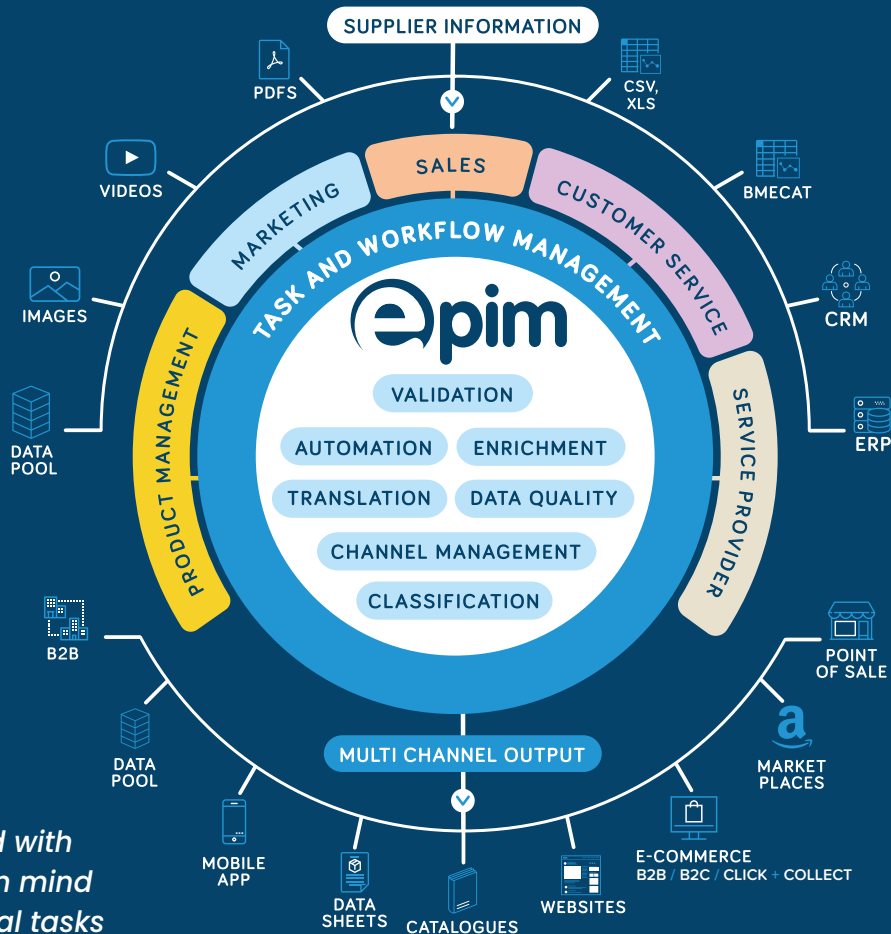 SUPPLIER INFORMATION
PDFS
CSV,
XLS
VIDEOS
BMECAT
IMAGES
CRM
DATA
POOL
ERP
SALES
MARKETING
CUSTOMER SERVICE
PRODUCT MANAGEMENT
SERVICE PROVIDER
TASK AND WORKFLOW MANAGEMENT
epim
VALIDATION
AUTOMATION
ENRICHMENT
TRANSLATION
DATA QUALITY
CHANNEL MANAGEMENT
CLASSIFICATION
B2B
POINT
OF SALE
DATA
POOL
a
MARKET
PLACES
MULTI CHANNEL OUTPUT
MOBILE
APP
DATA
SHEETS
CATALOGUES
WEBSITES
E-COMMERCE
B2B / B2C / CLICK + COLLECT
with
mind
tasks